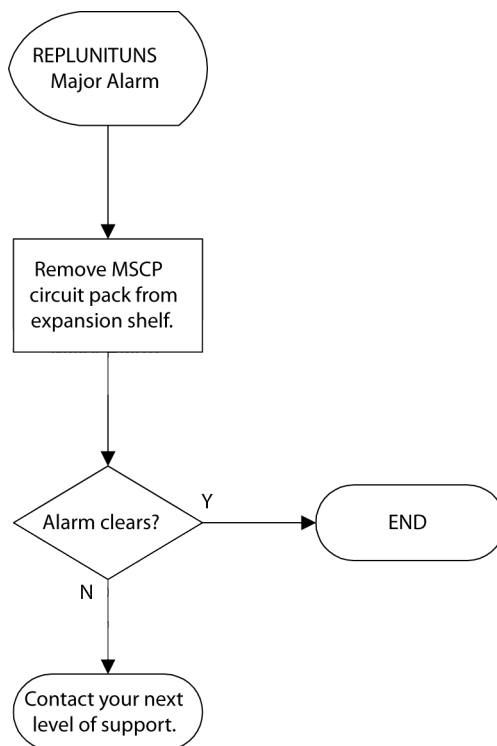 REPLUNITUNS
Major Alarm
Remove MSCP
circuit pack from
expansion shelf.
Alarm clears?
Y
END
N
Contact your next
level of support.